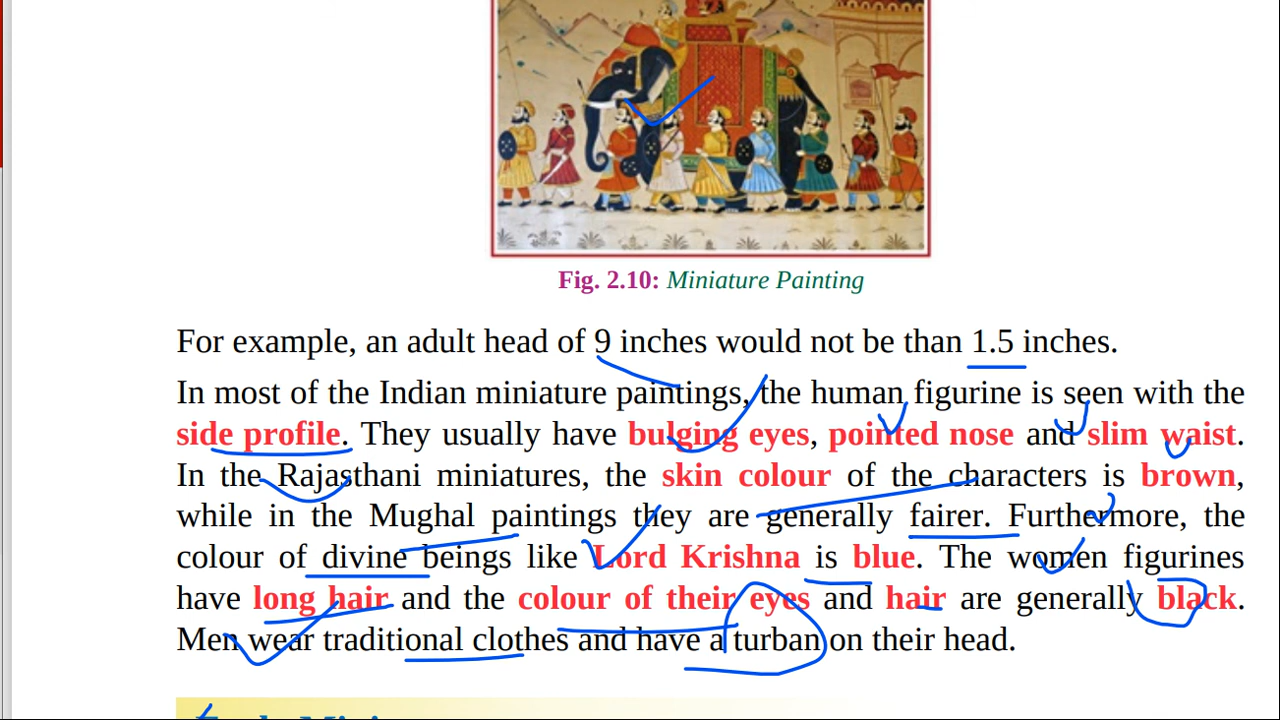 Fig. 2.10: Miniature Painting
For example, an adult head of 9 inches would not be than 1.5 inches.
In most of the Indian miniature paintings, the human figurine is seen with the
side profile. They usually have bulging eyes, pointed nose and slim waist.
In the Rajasthani miniatures, the skin colour of the characters is brown,
while in the Mughal paintings they are generally fairer. Furthermore, the
colour of divine beings like Lord Krishna is blue. The women figurines
have long hair and the colour of their eyes and hair are generally black.
Men wear traditional clothes and have a turban on their head.